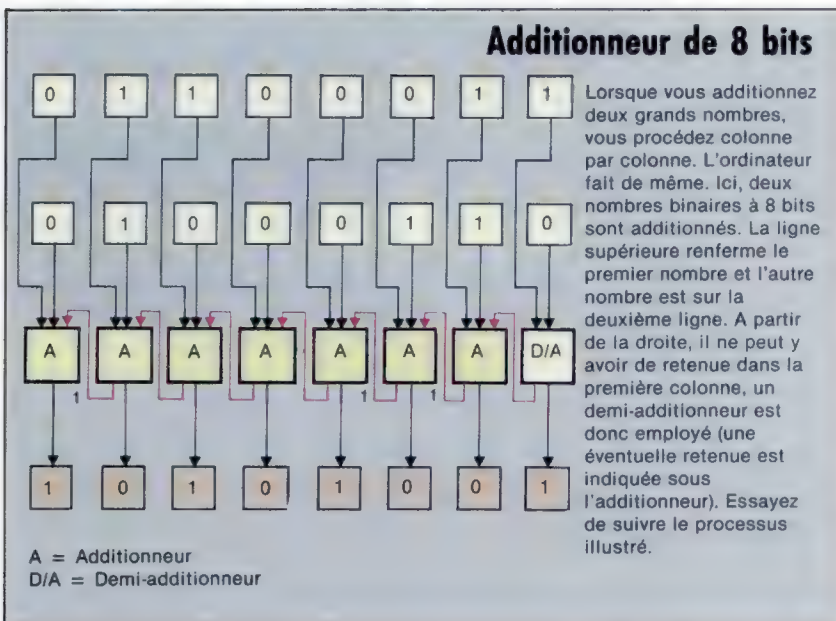 Additionneur de 8 bits
0 1 1 0 0 0 1 1
0 1 0 0 0 1 1 0
A A A A A A A D/A
1 1 1
1 0 1 0 1 0 0 1
A = Additionneur
D/A = Demi-additionneur
Lorsque vous additionnez
deux grands nombres,
vous procédez colonne
par colonne. L'ordinateur
fait de même. Ici, deux
nombres binaires à 8 bits
sont additionnés. La ligne
supérieure renferme le
premier nombre et l'autre
nombre est sur la
deuxième ligne. A partir
de la droite, il ne peut y
avoir de retenue dans la
première colonne, un
demi-additionneur est
donc employé (une
éventuelle retenue est
indiquée sous
l'additionneur). Essayez
de suivre le processus
illustré.